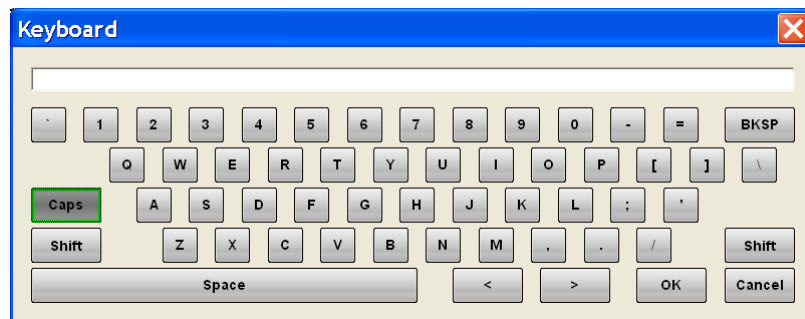 Keyboard
` 1 2 3 4 5 6 7 8 9 0 - = BKSP
Q W E R T Y U I O P [ ] \
Caps A S D F G H J K L ; '
Shift Z X C V B N M , . / Shift
Space < > OK Cancel